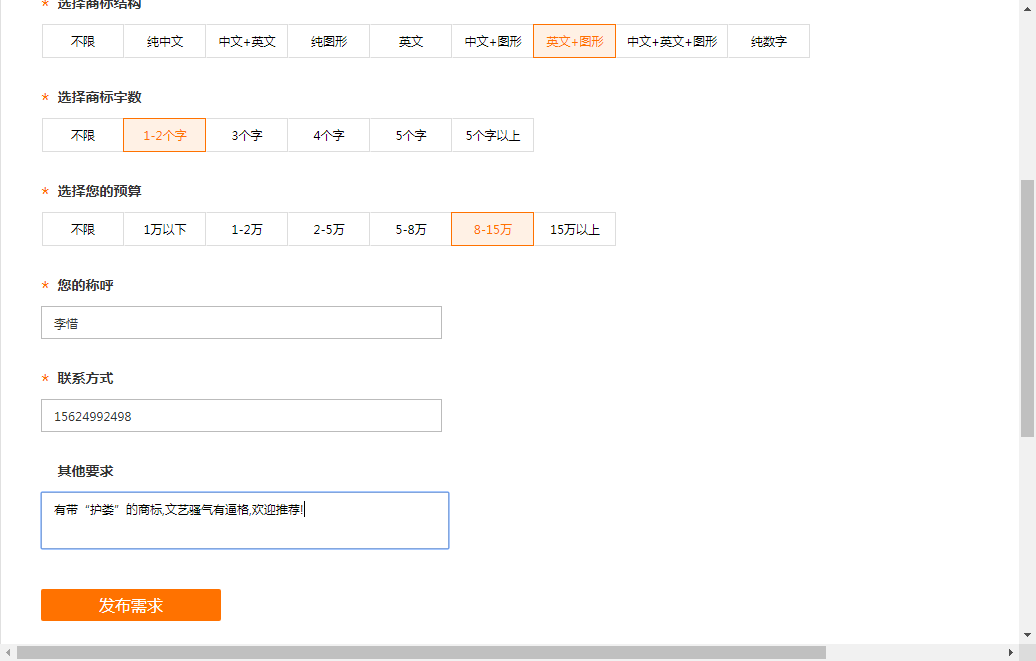 * 选择商标结构
不限 纯中文 中文+英文 纯图形 英文 中文+图形 英文+图形 中文+英文+图形 纯数字
* 选择商标字数
不限 1-2个字 3个字 4个字 5个字 5个字以上
* 选择您的预算
不限 1万以下 1-2万 2-5万 5-8万 8-15万 15万以上
* 您的称呼
李惜
* 联系方式
15624992498
其他要求
有带“护娄”的商标,文艺骚气有逼格,欢迎推荐!
发布需求